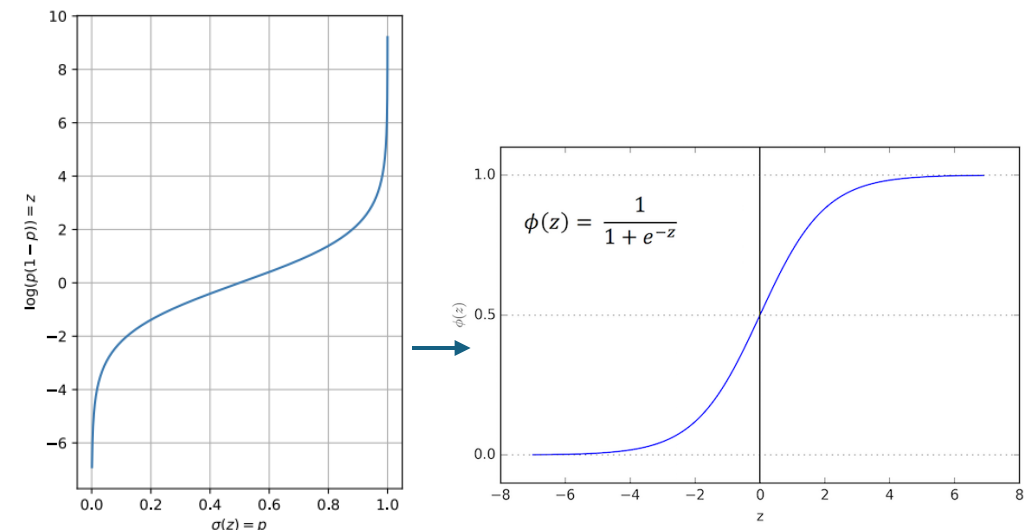 10
8
6
4
2
0
−2
−4
−6
log(p(1 − p)) = z
0.0 0.2 0.4 0.6 0.8 1.0
σ(z) = p
1.0
0.5
0.0
ϕ(z)
ϕ(z) = 1 / (1 + e^−z)
−8 −6 −4 −2 0 2 4 6 8
z